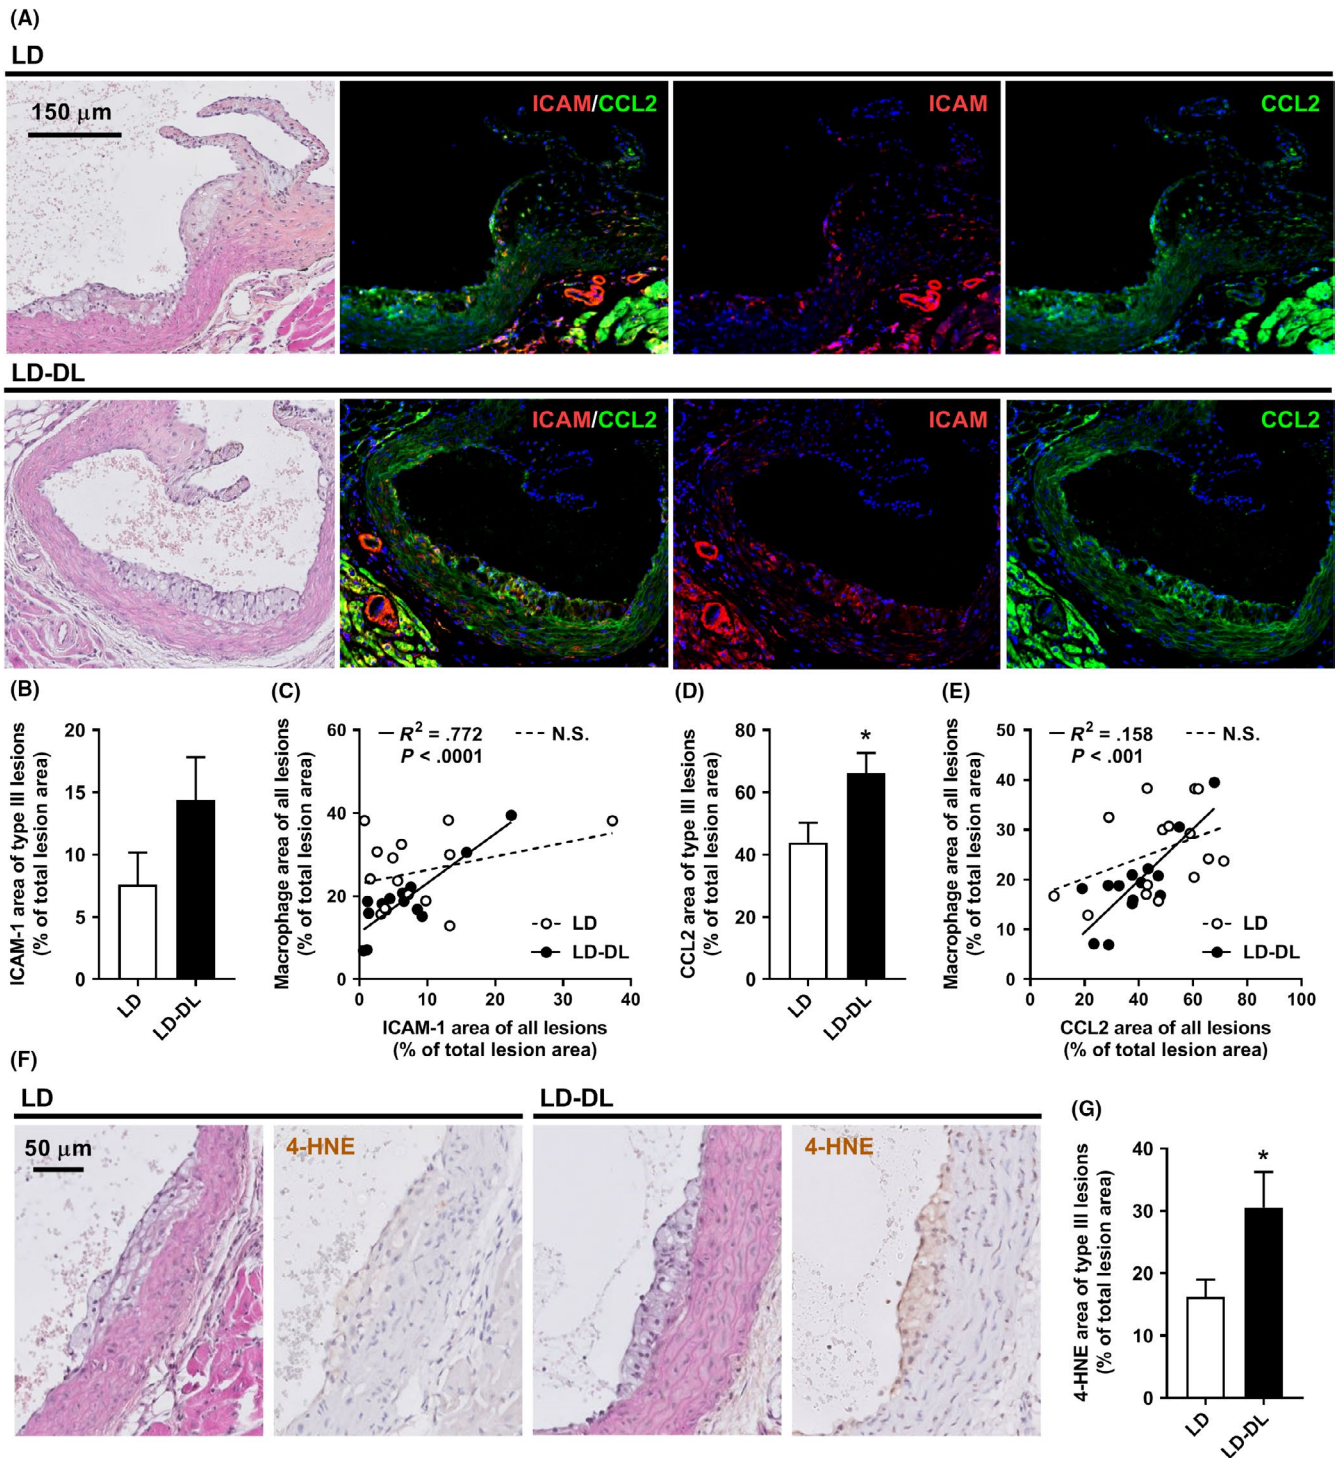 (A)
LD
150 μm
ICAM/CCL2
ICAM
CCL2
LD-DL
ICAM/CCL2
ICAM
CCL2
(B)
ICAM-1 area of type III lesions
(% of total lesion area)
20
15
10
5
0
LD
LD-DL
(C)
Macrophage area of all lesions
(% of total lesion area)
60
40
20
0
R² = .772
P < .0001
N.S.
LD
LD-DL
0 10 20 30 40
ICAM-1 area of all lesions
(% of total lesion area)
(D)
CCL2 area of type III lesions
(% of total lesion area)
80
60
40
20
0
*
LD
LD-DL
(E)
Macrophage area of all lesions
(% of total lesion area)
50
40
30
20
10
0
R² = .158
P < .001
N.S.
LD
LD-DL
0 20 40 60 80 100
CCL2 area of all lesions
(% of total lesion area)
(F)
LD
50 μm
4-HNE
LD-DL
4-HNE
(G)
4-HNE area of type III lesions
(% of total lesion area)
40
30
20
10
0
*
LD
LD-DL